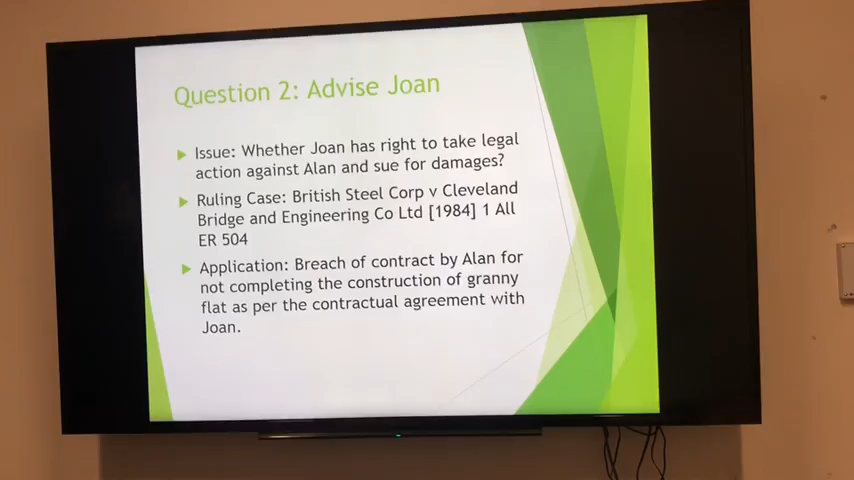 Question 2: Advise Joan
Issue: Whether Joan has right to take legal
action against Alan and sue for damages?
Ruling Case: British Steel Corp v Cleveland
Bridge and Engineering Co Ltd [1984] 1 All
ER 504
Application: Breach of contract by Alan for
not completing the construction of granny
flat as per the contractual agreement with
Joan.